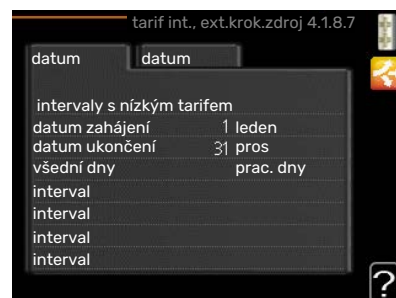 tarif int., ext.krok.zdroj 4.1.8.7
datum
datum
intervaly s nízkým tarifem
datum zahájení 1 leden
datum ukončení 31 pros
všední dny prac. dny
interval
interval
interval
interval
?